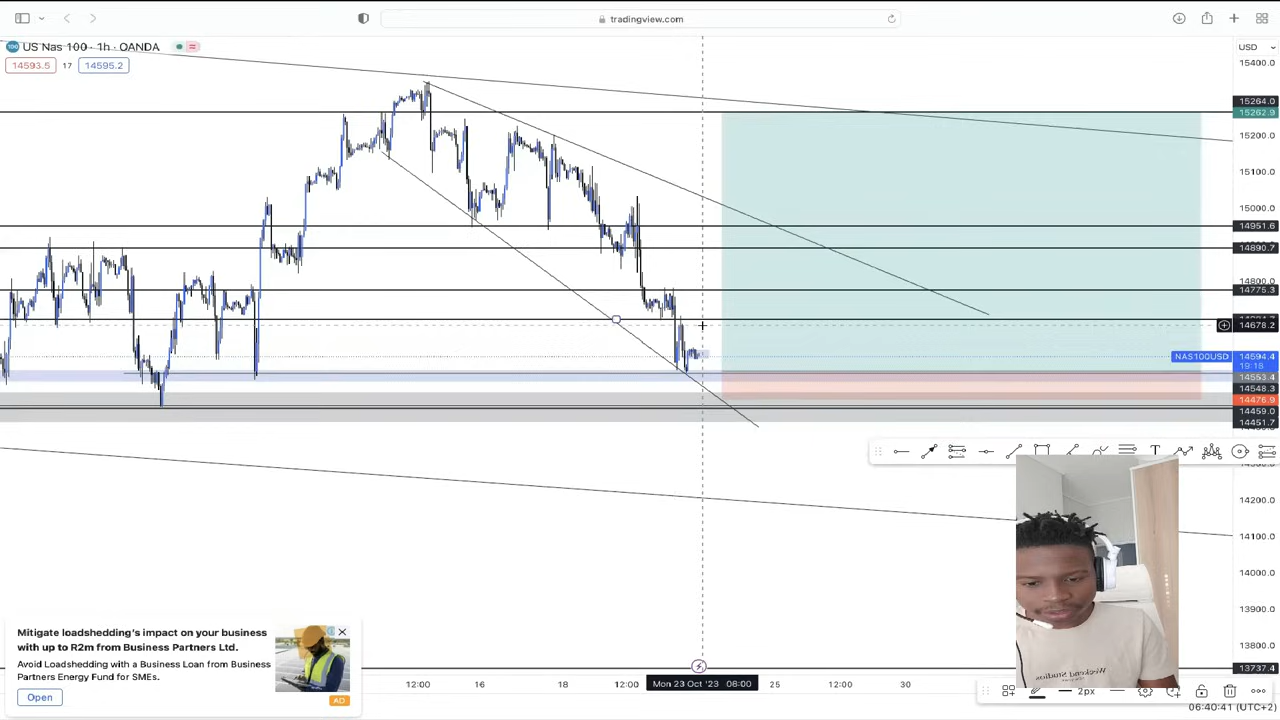 tradingview.com
US Nas 100 · 1h · OANDA
14593.5 17 14595.2
USD
15400.0
15264.0
15262.9
15200.0
15100.0
15000.0
14951.6
14890.7
14800.0
14775.3
14678.2
NAS100USD 14594.4
19:16
14553.4
14548.3
14476.9
14459.0
14451.7
14200.0
14100.0
14000.0
13900.0
13800.0
13737.4
Mitigate loadshedding's impact on your business
with up to R2m from Business Partners Ltd.
Avoid Loadshedding with a Business Loan from Business
Partners Energy Fund for SMEs.
Open
AD
12:00 16 18 12:00 Mon 23 Oct '23 08:00 25 12:00 30
2px
06:40:41 (UTC+2)
Weekend Studios